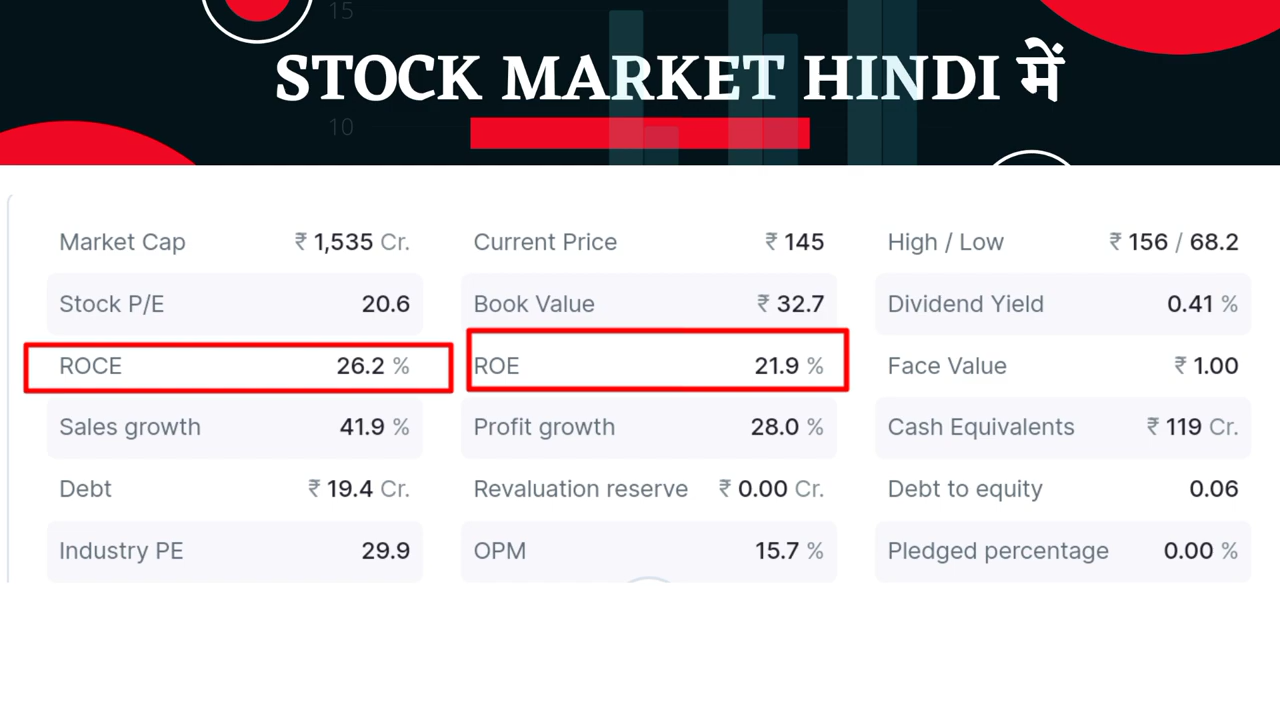 15
STOCK MARKET HINDI में
10
Market Cap ₹ 1,535 Cr. Current Price ₹ 145 High / Low ₹ 156 / 68.2
Stock P/E 20.6 Book Value ₹ 32.7 Dividend Yield 0.41 %
ROCE 26.2 % ROE 21.9 % Face Value ₹ 1.00
Sales growth 41.9 % Profit growth 28.0 % Cash Equivalents ₹ 119 Cr.
Debt ₹ 19.4 Cr. Revaluation reserve ₹ 0.00 Cr. Debt to equity 0.06
Industry PE 29.9 OPM 15.7 % Pledged percentage 0.00 %